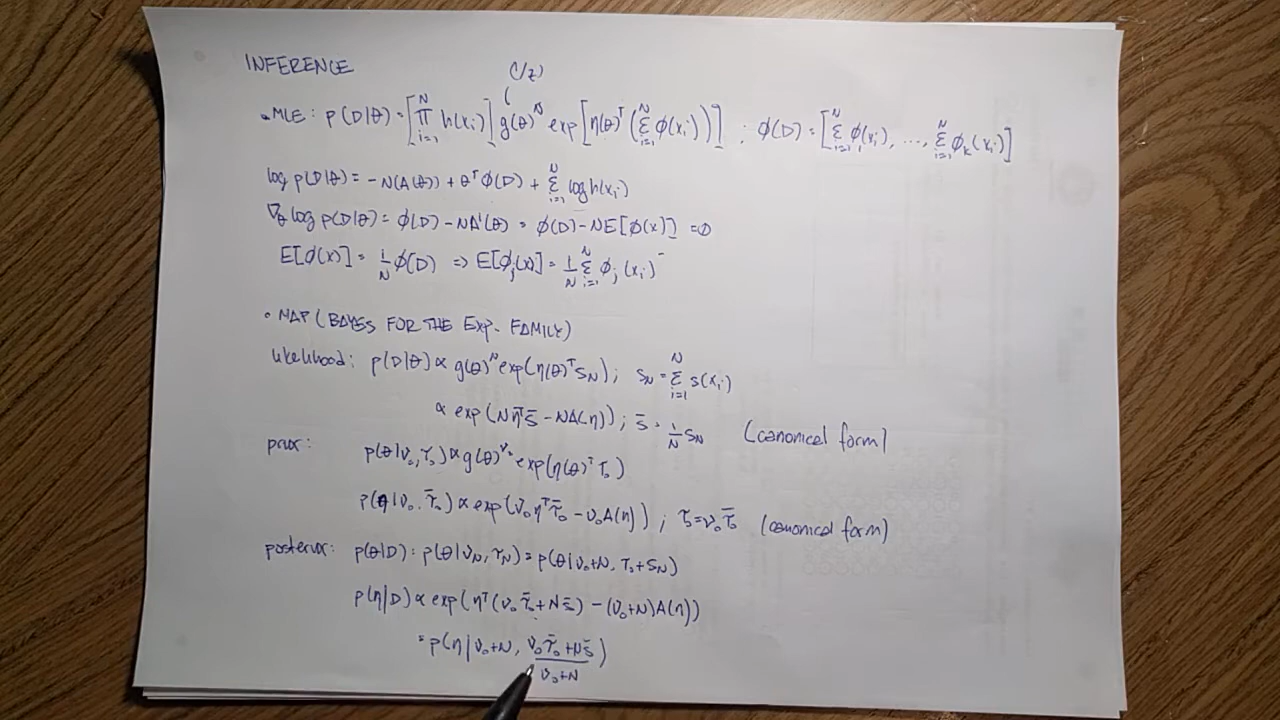 INFERENCE
(1/z)
• MLE: p(D|θ) = [∏_{i=1}^{N} h(x_i)] g(θ)^N exp[η(θ)^T (Σ_{i=1}^{N} φ(x_i))] ; φ(D) = [Σ_{i=1}^{N} φ_1(x_i), ..., Σ_{i=1}^{N} φ_k(x_i)]
log p(D|θ) = -N(A(θ)) + θ^T φ(D) + Σ_{i=1}^{N} log h(x_i)
∇_θ log p(D|θ) = φ(D) - NA'(θ) = φ(D) - NE[φ(x)] = 0
E[φ(x)] = 1/N φ(D) => E[φ_j(x)] = 1/N Σ_{i=1}^{N} φ_j(x_i)
• MAP (BAYES FOR THE EXP. FAMILY)
likelihood: p(D|θ) ∝ g(θ)^N exp(η(θ)^T S_N); S_N = Σ_{i=1}^{N} s(x_i)
∝ exp(Nη^T s̄ - NA(η)); s̄ = 1/N S_N (canonical form)
prior: p(θ|ν_0, τ_0) ∝ g(θ)^{ν_0} exp(η(θ)^T τ_0)
p(η|ν_0, τ̄_0) ∝ exp(ν_0 η^T τ̄_0 - ν_0 A(η)); τ_0 = ν_0 τ̄_0 (canonical form)
posterior: p(θ|D) : p(θ|ν_N, τ_N) = p(θ|ν_0+N, τ_0+S_N)
p(η|D) ∝ exp(η^T(ν_0 τ̄_0 + N s̄) - (ν_0+N)A(η))
= p(η|ν_0+N, (ν_0 τ̄_0 + N s̄)/(ν_0+N))